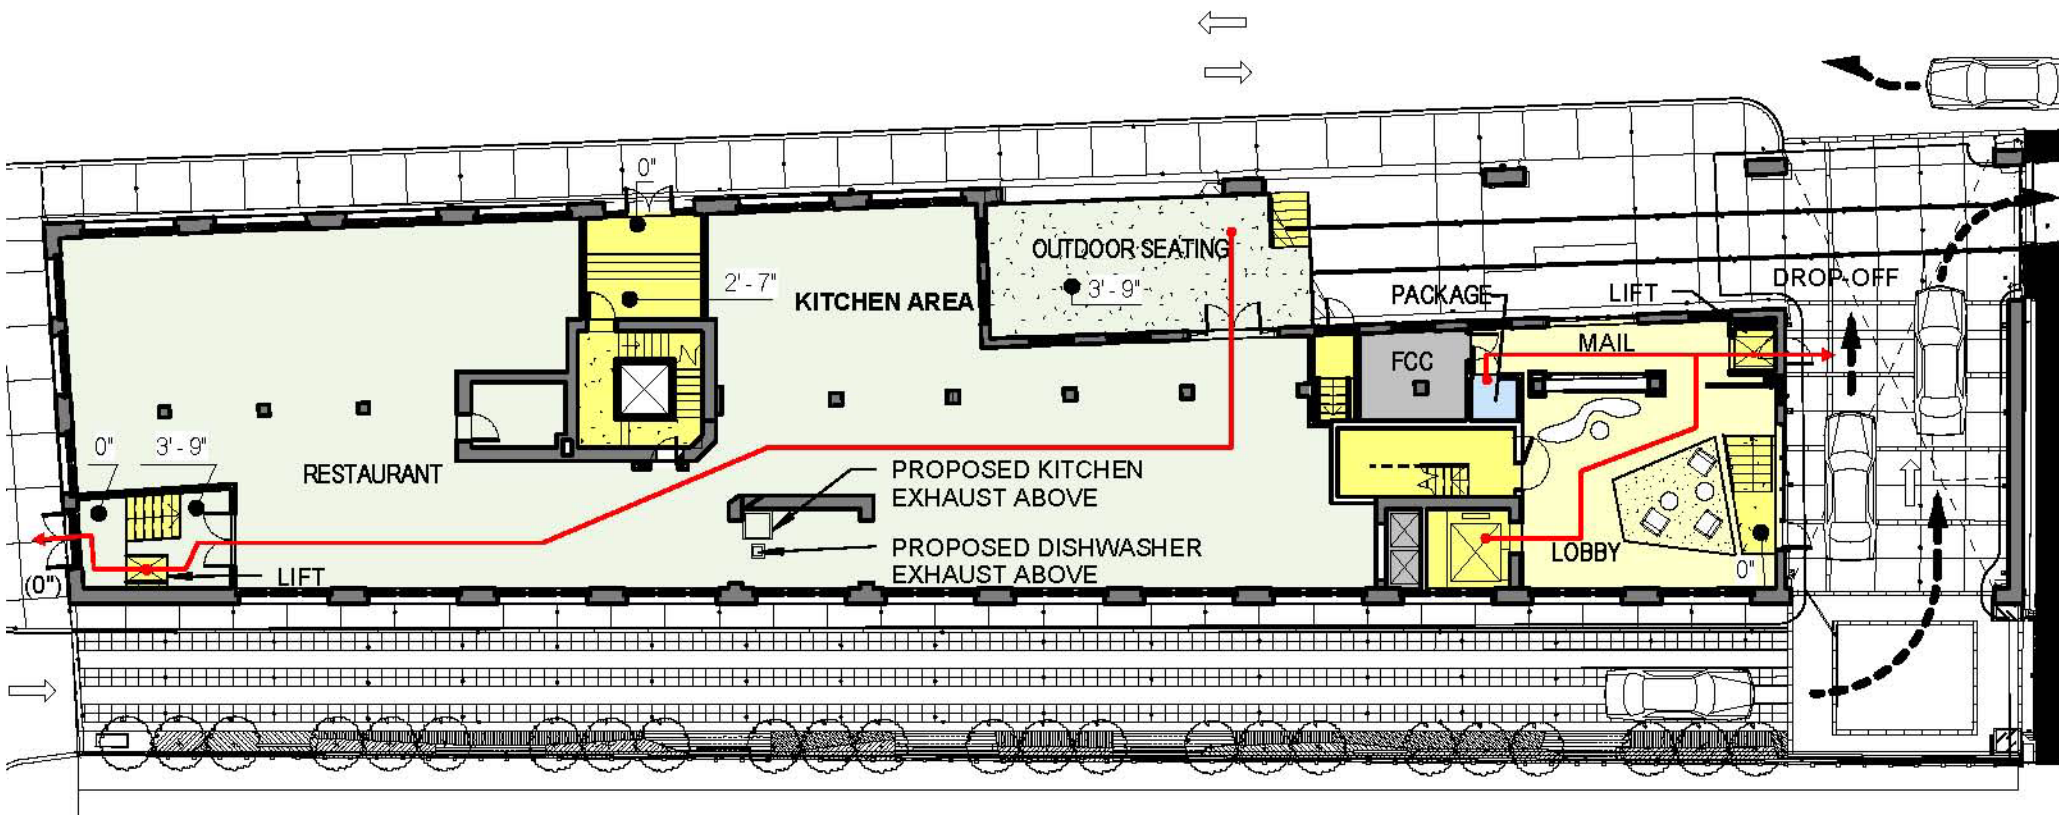 0"
OUTDOOR SEATING
2' - 7"
3' - 9"
KITCHEN AREA
PACKAGE
LIFT
DROP-OFF
FCC
MAIL
0"
3' - 9"
RESTAURANT
PROPOSED KITCHEN
EXHAUST ABOVE
PROPOSED DISHWASHER
EXHAUST ABOVE
LOBBY
0"
LIFT
(0")